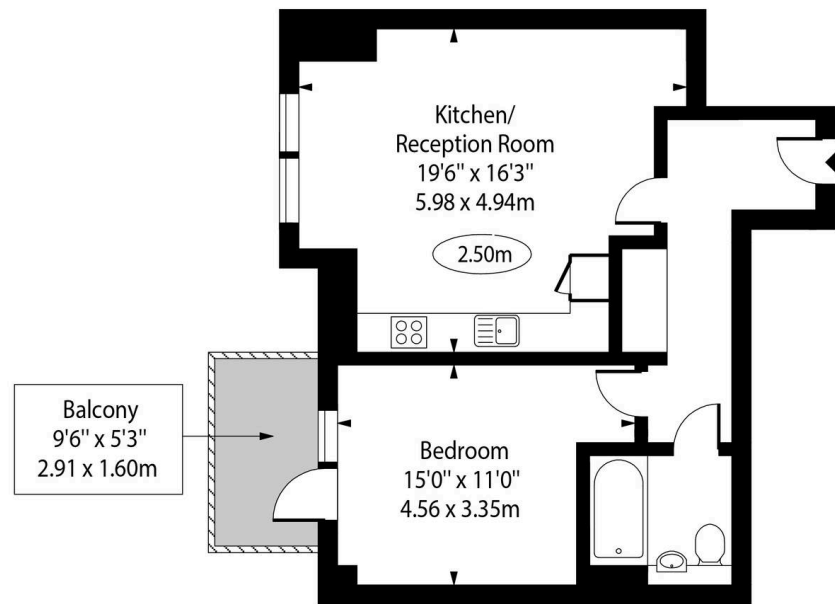 Kitchen/
Reception Room
19'6" x 16'3"
5.98 x 4.94m
2.50m
Balcony
9'6" x 5'3"
2.91 x 1.60m
Bedroom
15'0" x 11'0"
4.56 x 3.35m